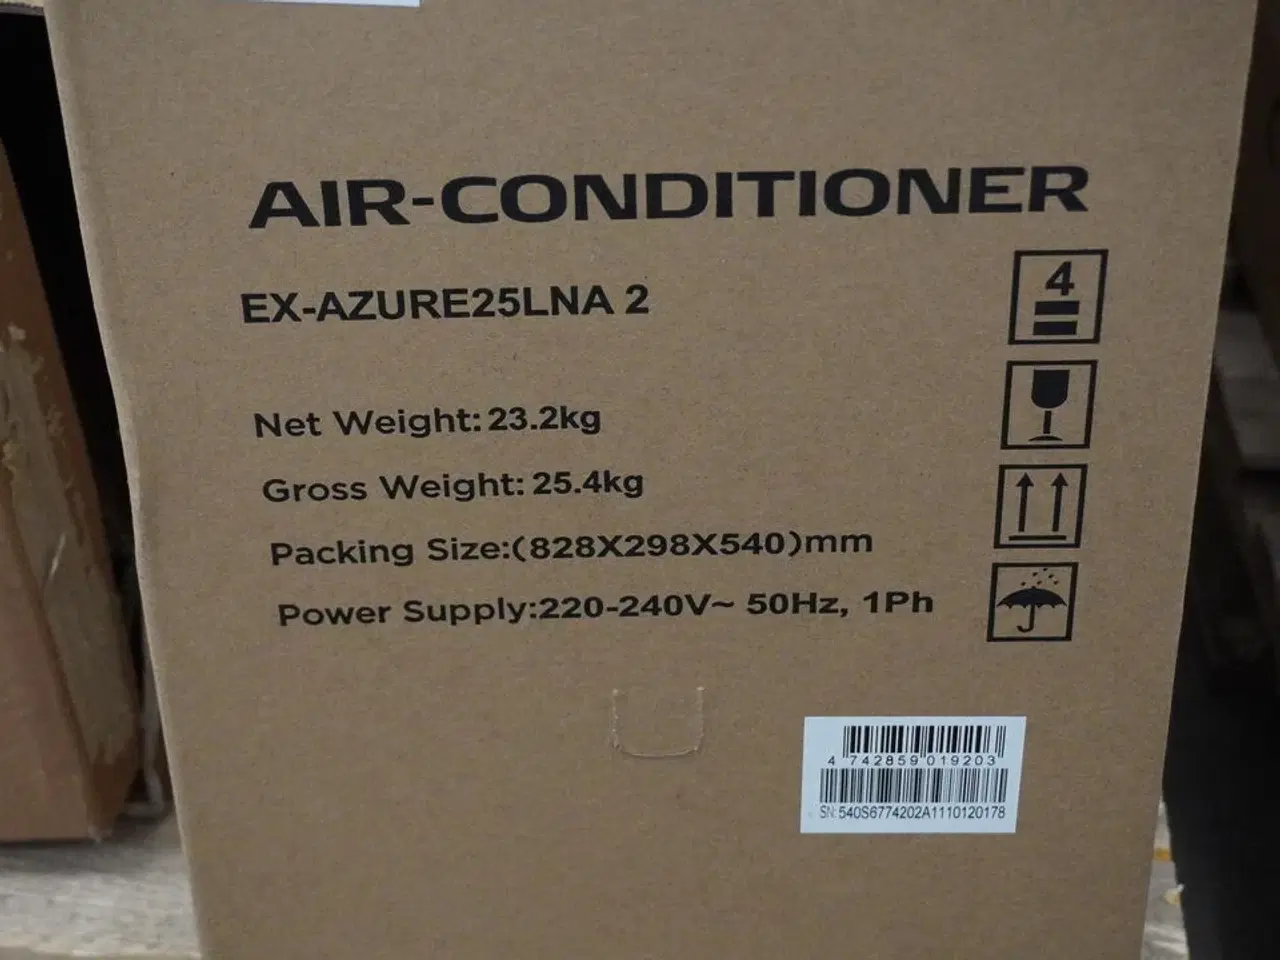 AIR-CONDITIONER
EX-AZURE25LNA 2
4
Net Weight: 23.2kg
Gross Weight: 25.4kg
Packing Size:(828X298X540)mm
Power Supply:220-240V~ 50Hz, 1Ph
4 742859 019203
SN: 540S6774202A1110120178